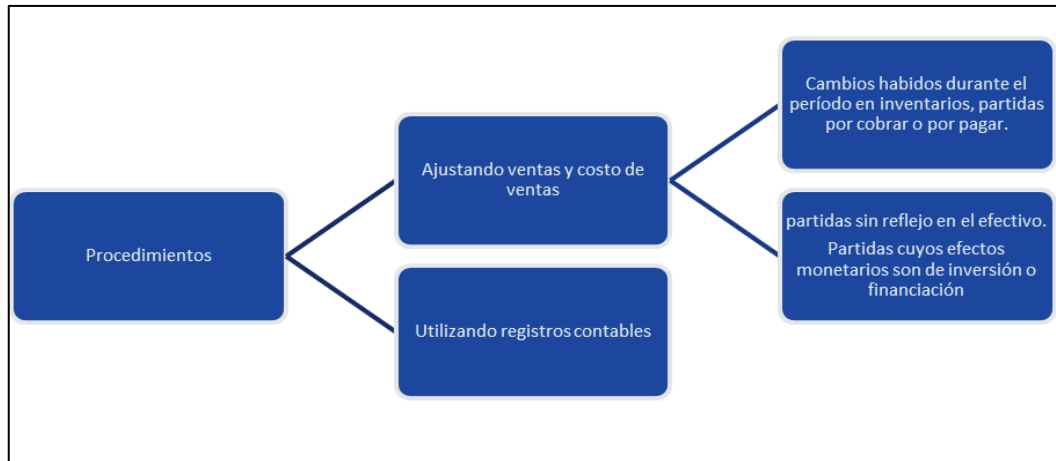 Procedimientos
Ajustando ventas y costo de
ventas
Utilizando registros contables
Cambios habidos durante el
período en inventarios, partidas
por cobrar o por pagar.
partidas sin reflejo en el efectivo.
Partidas cuyos efectos
monetarios son de inversión o
financiación